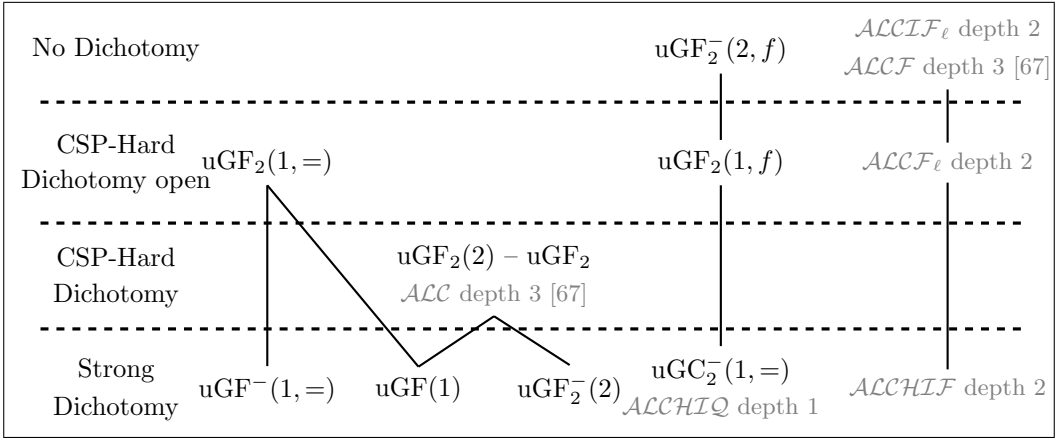 No Dichotomy
uGF₂⁻(2, f)
ALCIF_ℓ depth 2
ALCF depth 3 [67]
CSP-Hard
Dichotomy open
uGF₂(1, =)
uGF₂(1, f)
ALCF_ℓ depth 2
CSP-Hard
Dichotomy
uGF₂(2) – uGF₂
ALC depth 3 [67]
Strong
Dichotomy
uGF⁻(1, =)
uGF(1)
uGF₂⁻(2)
uGC₂⁻(1, =)
ALCHIQ depth 1
ALCHIF depth 2